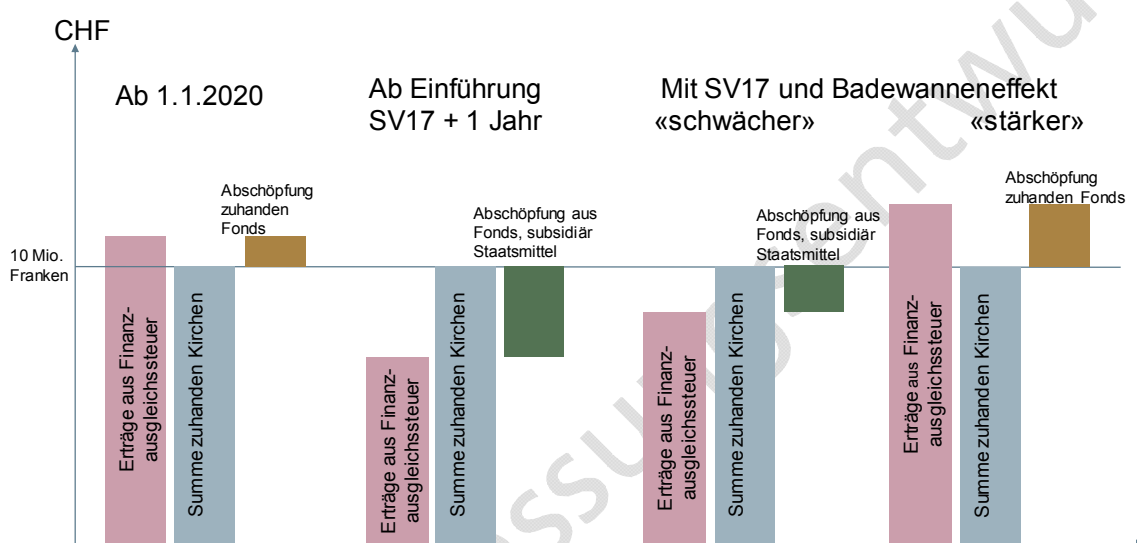 CHF
Ab 1.1.2020
Ab Einführung
SV17 + 1 Jahr
Mit SV17 und Badewanneneffekt
«schwächer» «stärker»
Abschöpfung
zuhanden
Fonds
Abschöpfung aus
Fonds, subsidiär
Staatsmittel
Abschöpfung aus
Fonds, subsidiär
Staatsmittel
Abschöpfung
zuhanden Fonds
10 Mio.
Franken
Erträge aus Finanz-
ausgleichssteuer
Summe zuhanden Kirchen
Erträge aus Finanz-
ausgleichssteuer
Summe zuhanden Kirchen
Erträge aus Finanz-
ausgleichssteuer
Summe zuhanden Kirchen
Erträge aus Finanz-
ausgleichssteuer
Summe zuhanden Kirchen
ssungsentwu